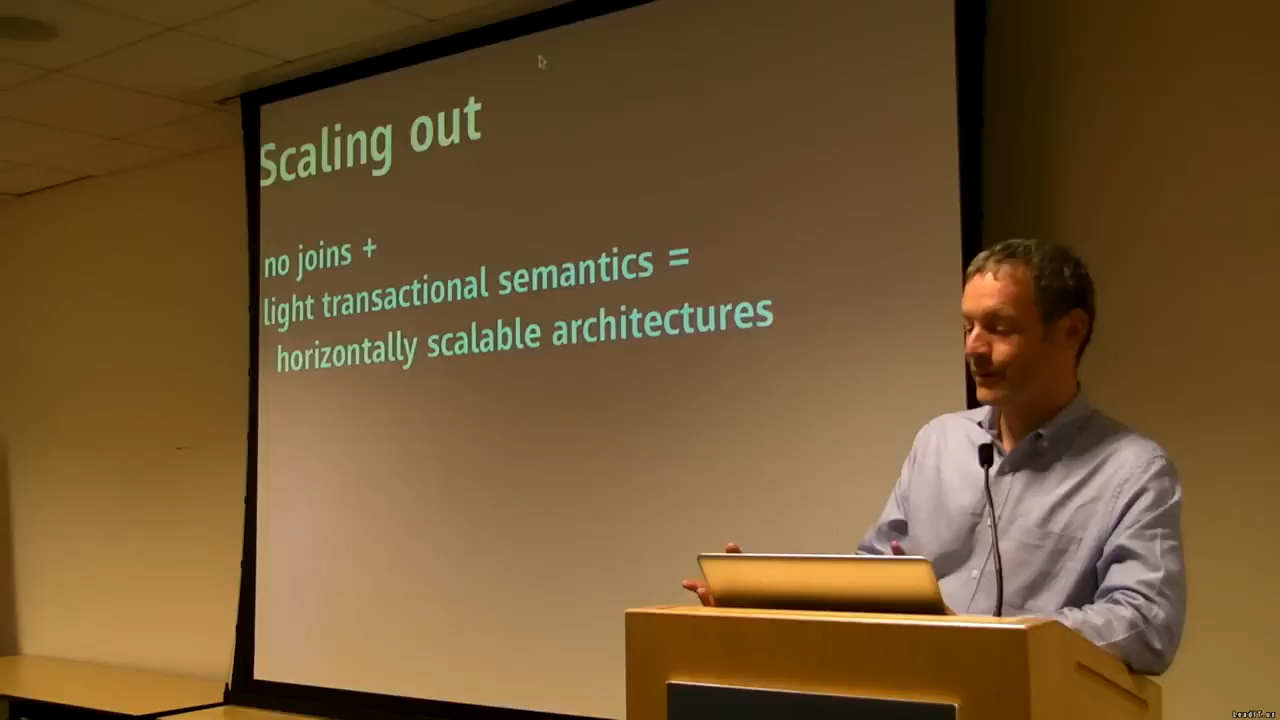 Scaling out
no joins +
light transactional semantics =
horizontally scalable architectures